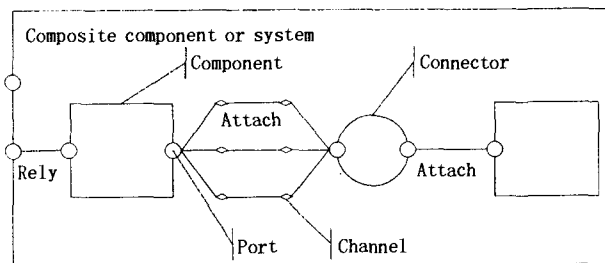 Composite component or system
Component
Connector
Attach
Rely
Attach
Port
Channel